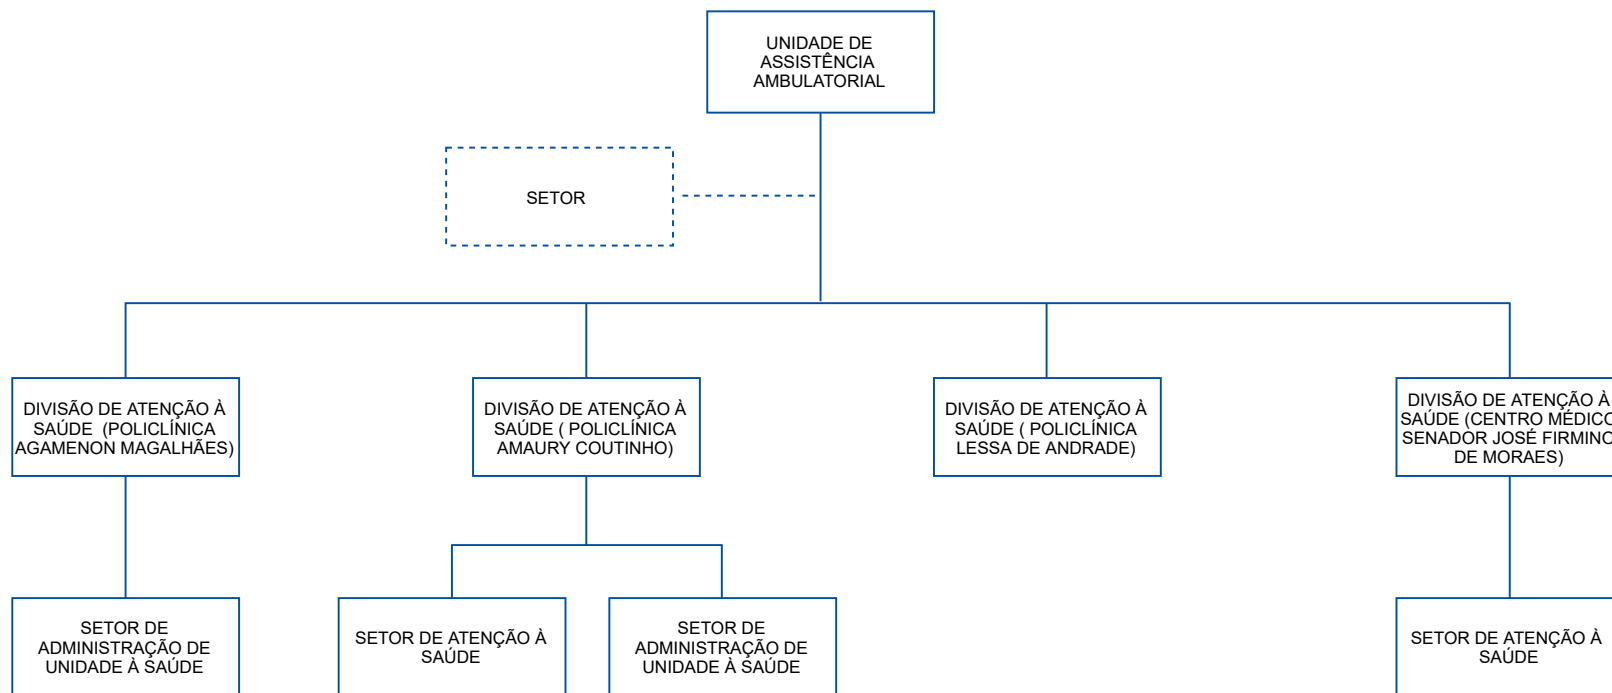 UNIDADE DE
ASSISTÊNCIA
AMBULATORIAL
SETOR
DIVISÃO DE ATENÇÃO À
SAÚDE (POLICLÍNICA
AGAMENON MAGALHÃES)
DIVISÃO DE ATENÇÃO À
SAÚDE ( POLICLÍNICA
AMAURY COUTINHO)
DIVISÃO DE ATENÇÃO À
SAÚDE ( POLICLÍNICA
LESSA DE ANDRADE)
DIVISÃO DE ATENÇÃO À
SAÚDE (CENTRO MÉDICO
SENADOR JOSÉ FIRMINO
DE MORAES)
SETOR DE
ADMINISTRAÇÃO DE
UNIDADE À SAÚDE
SETOR DE ATENÇÃO À
SAÚDE
SETOR DE
ADMINISTRAÇÃO DE
UNIDADE À SAÚDE
SETOR DE ATENÇÃO À
SAÚDE